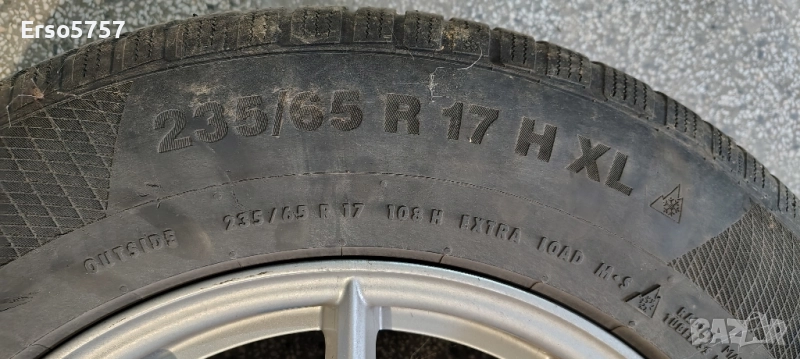 Erso5757
235/65 R 17 H XL
OUTSIDE 235/65 R 17 108 H EXTRA LOAD M+S
BAZAR